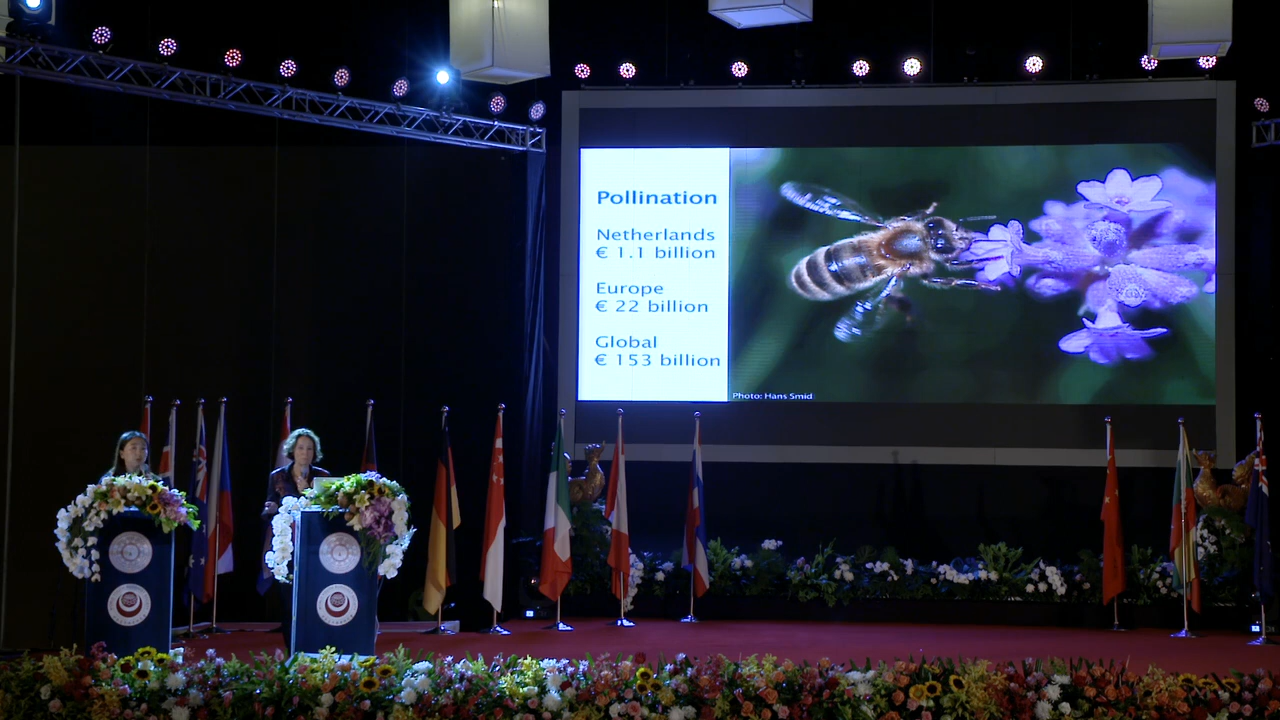 Pollination
Netherlands
€ 1.1 billion
Europe
€ 22 billion
Global
€ 153 billion
Photo: Hans Smid